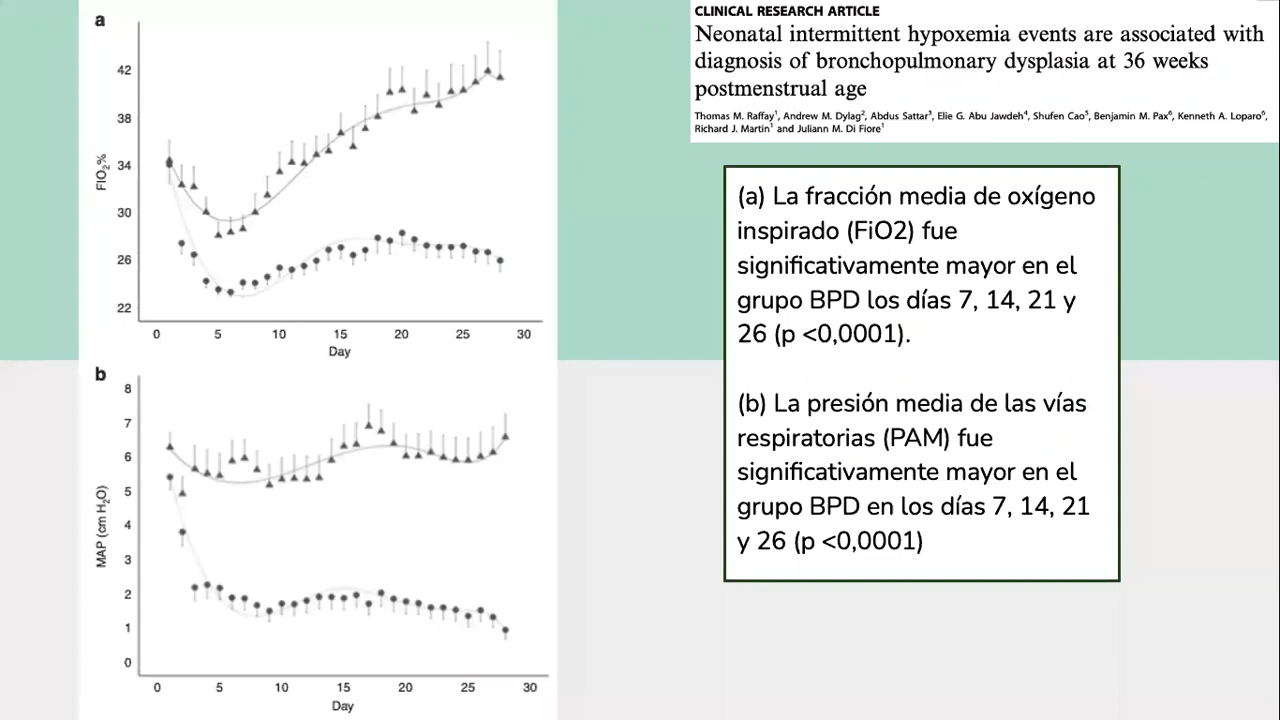 a
42
38
34
30
26
22
FIO2%
0 5 10 15 20 25 30
Day
b
8
7
6
5
4
3
2
1
0
MAP (cm H2O)
0 5 10 15 20 25 30
Day
CLINICAL RESEARCH ARTICLE
Neonatal intermittent hypoxemia events are associated with
diagnosis of bronchopulmonary dysplasia at 36 weeks
postmenstrual age
Thomas M. Raffay1, Andrew M. Dylag2, Abdus Sattar3, Elie G. Abu Jawdeh4, Shufen Cao5, Benjamin M. Pax6, Kenneth A. Loparo6,
Richard J. Martin1 and Juliann M. Di Fiore1
(a) La fracción media de oxígeno
inspirado (FiO2) fue
significativamente mayor en el
grupo BPD los días 7, 14, 21 y
26 (p <0,0001).
(b) La presión media de las vías
respiratorias (PAM) fue
significativamente mayor en el
grupo BPD en los días 7, 14, 21
y 26 (p <0,0001)